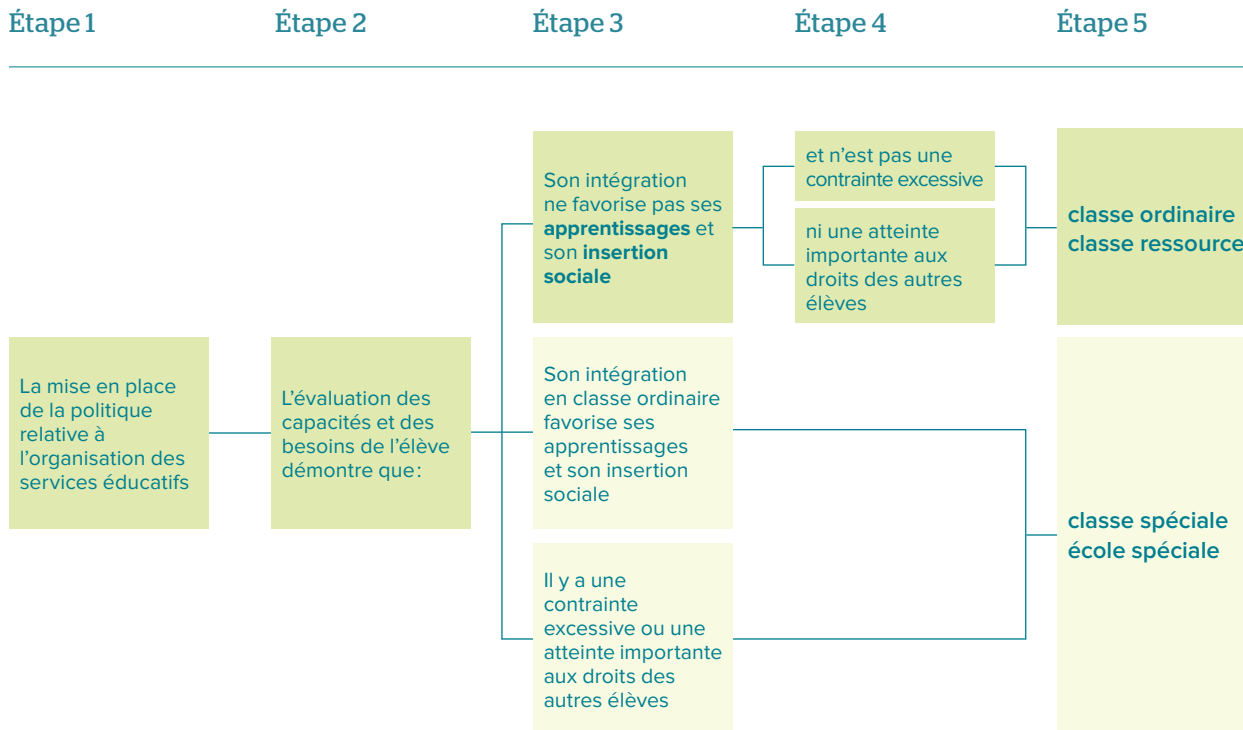 Étape 1
Étape 2
Étape 3
Étape 4
Étape 5
La mise en place
de la politique
relative à
l'organisation des
services éducatifs
L'évaluation des
capacités et des
besoins de l'élève
démontre que :
Son intégration
ne favorise pas ses
apprentissages et
son insertion
sociale
et n'est pas une
contrainte excessive
ni une atteinte
importante aux
droits des autres
élèves
classe ordinaire
classe ressource
Son intégration
en classe ordinaire
favorise ses
apprentissages
et son insertion
sociale
Il y a une
contrainte
excessive ou une
atteinte importante
aux droits des
autres élèves
classe spéciale
école spéciale